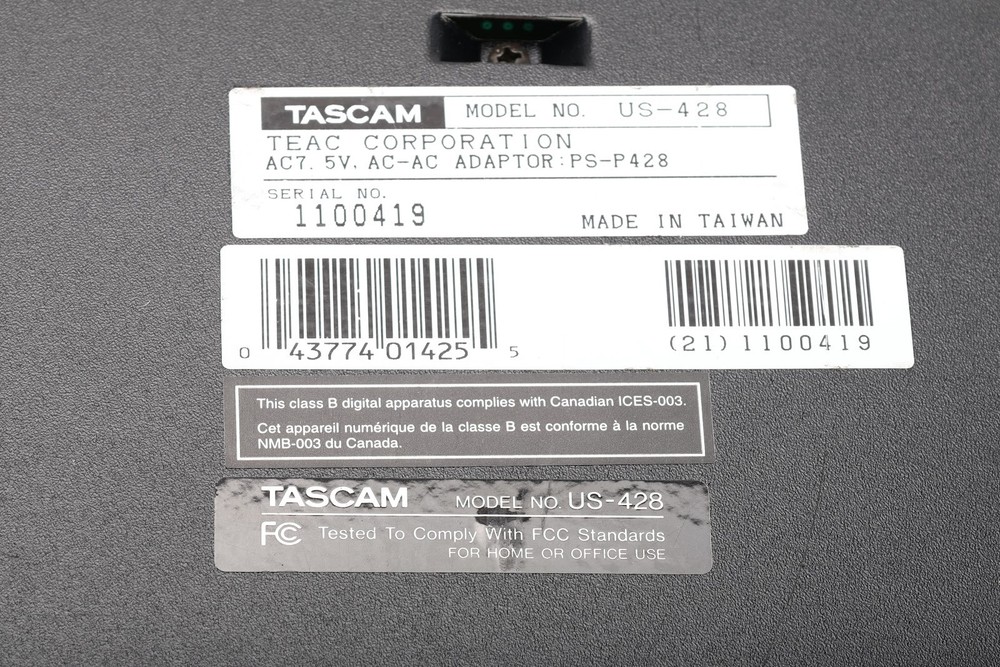 TASCAM MODEL NO. US-428
TEAC CORPORATION
AC7.5V, AC-AC ADAPTOR:PS-P428
SERIAL NO.
1100419 MADE IN TAIWAN
0 43774 01425 5
(21) 1100419
This class B digital apparatus complies with Canadian ICES-003.
Cet appareil numérique de la classe B est conforme à la norme
NMB-003 du Canada.
TASCAM MODEL NO. US-428
FC Tested To Comply With FCC Standards
FOR HOME OR OFFICE USE